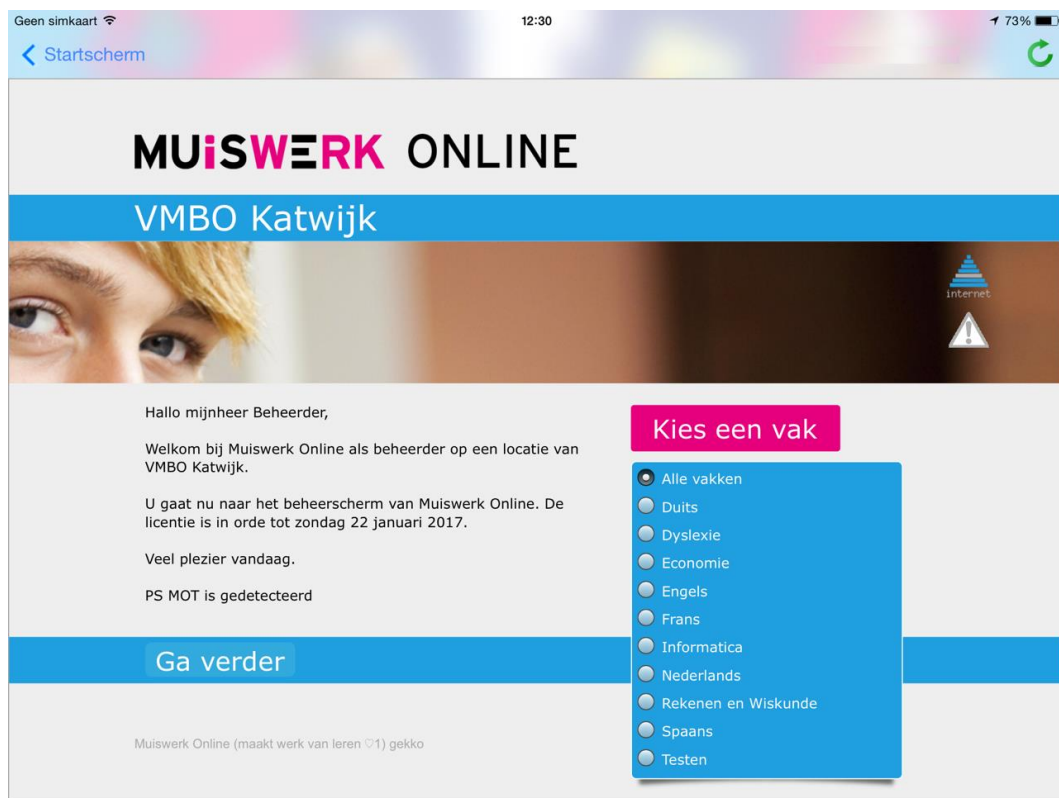 Geen simkaart 12:30 73%
Startscherm
MUiSWERK ONLINE
VMBO Katwijk
internet
Hallo mijnheer Beheerder,
Welkom bij Muiswerk Online als beheerder op een locatie van
VMBO Katwijk.
U gaat nu naar het beheerscherm van Muiswerk Online. De
licentie is in orde tot zondag 22 januari 2017.
Veel plezier vandaag.
PS MOT is gedetecteerd
Ga verder
Kies een vak
Alle vakken
Duits
Dyslexie
Economie
Engels
Frans
Informatica
Nederlands
Rekenen en Wiskunde
Spaans
Testen
Muiswerk Online (maakt werk van leren ♡1) gekko